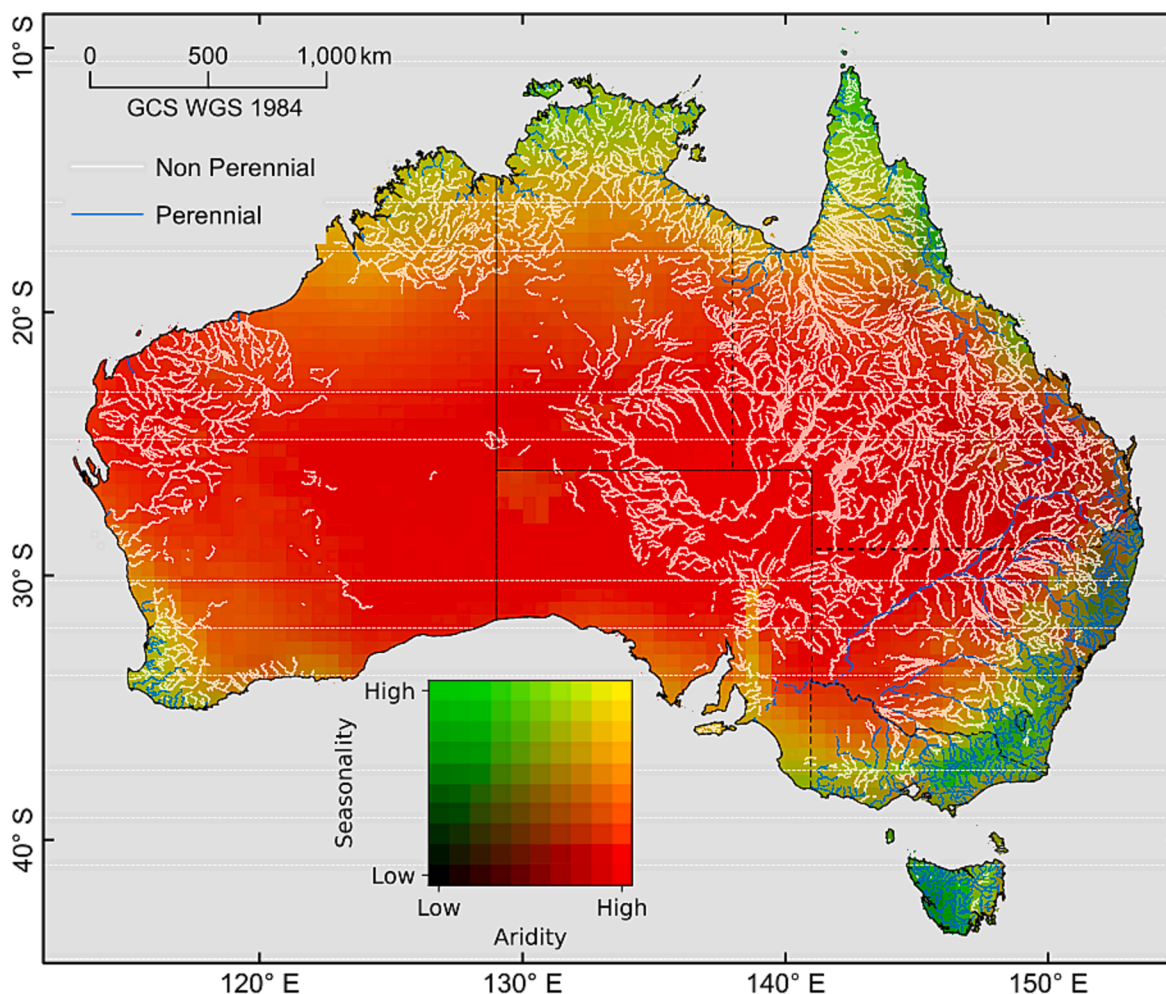 10° S
20° S
30° S
40° S
0 500 1,000 km
GCS WGS 1984
Non Perennial
Perennial
High
Seasonality
Low
Low High
Aridity
120° E 130° E 140° E 150° E